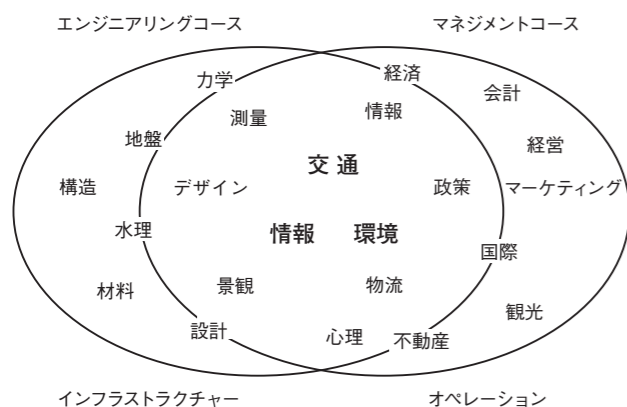 エンジニアリングコース
マネジメントコース
力学
経済
会計
測量
情報
地盤
経営
交通
構造
デザイン
政策
マーケティング
水理
情報
環境
国際
材料
景観
物流
観光
設計
心理
不動産
インフラストラクチャー
オペレーション